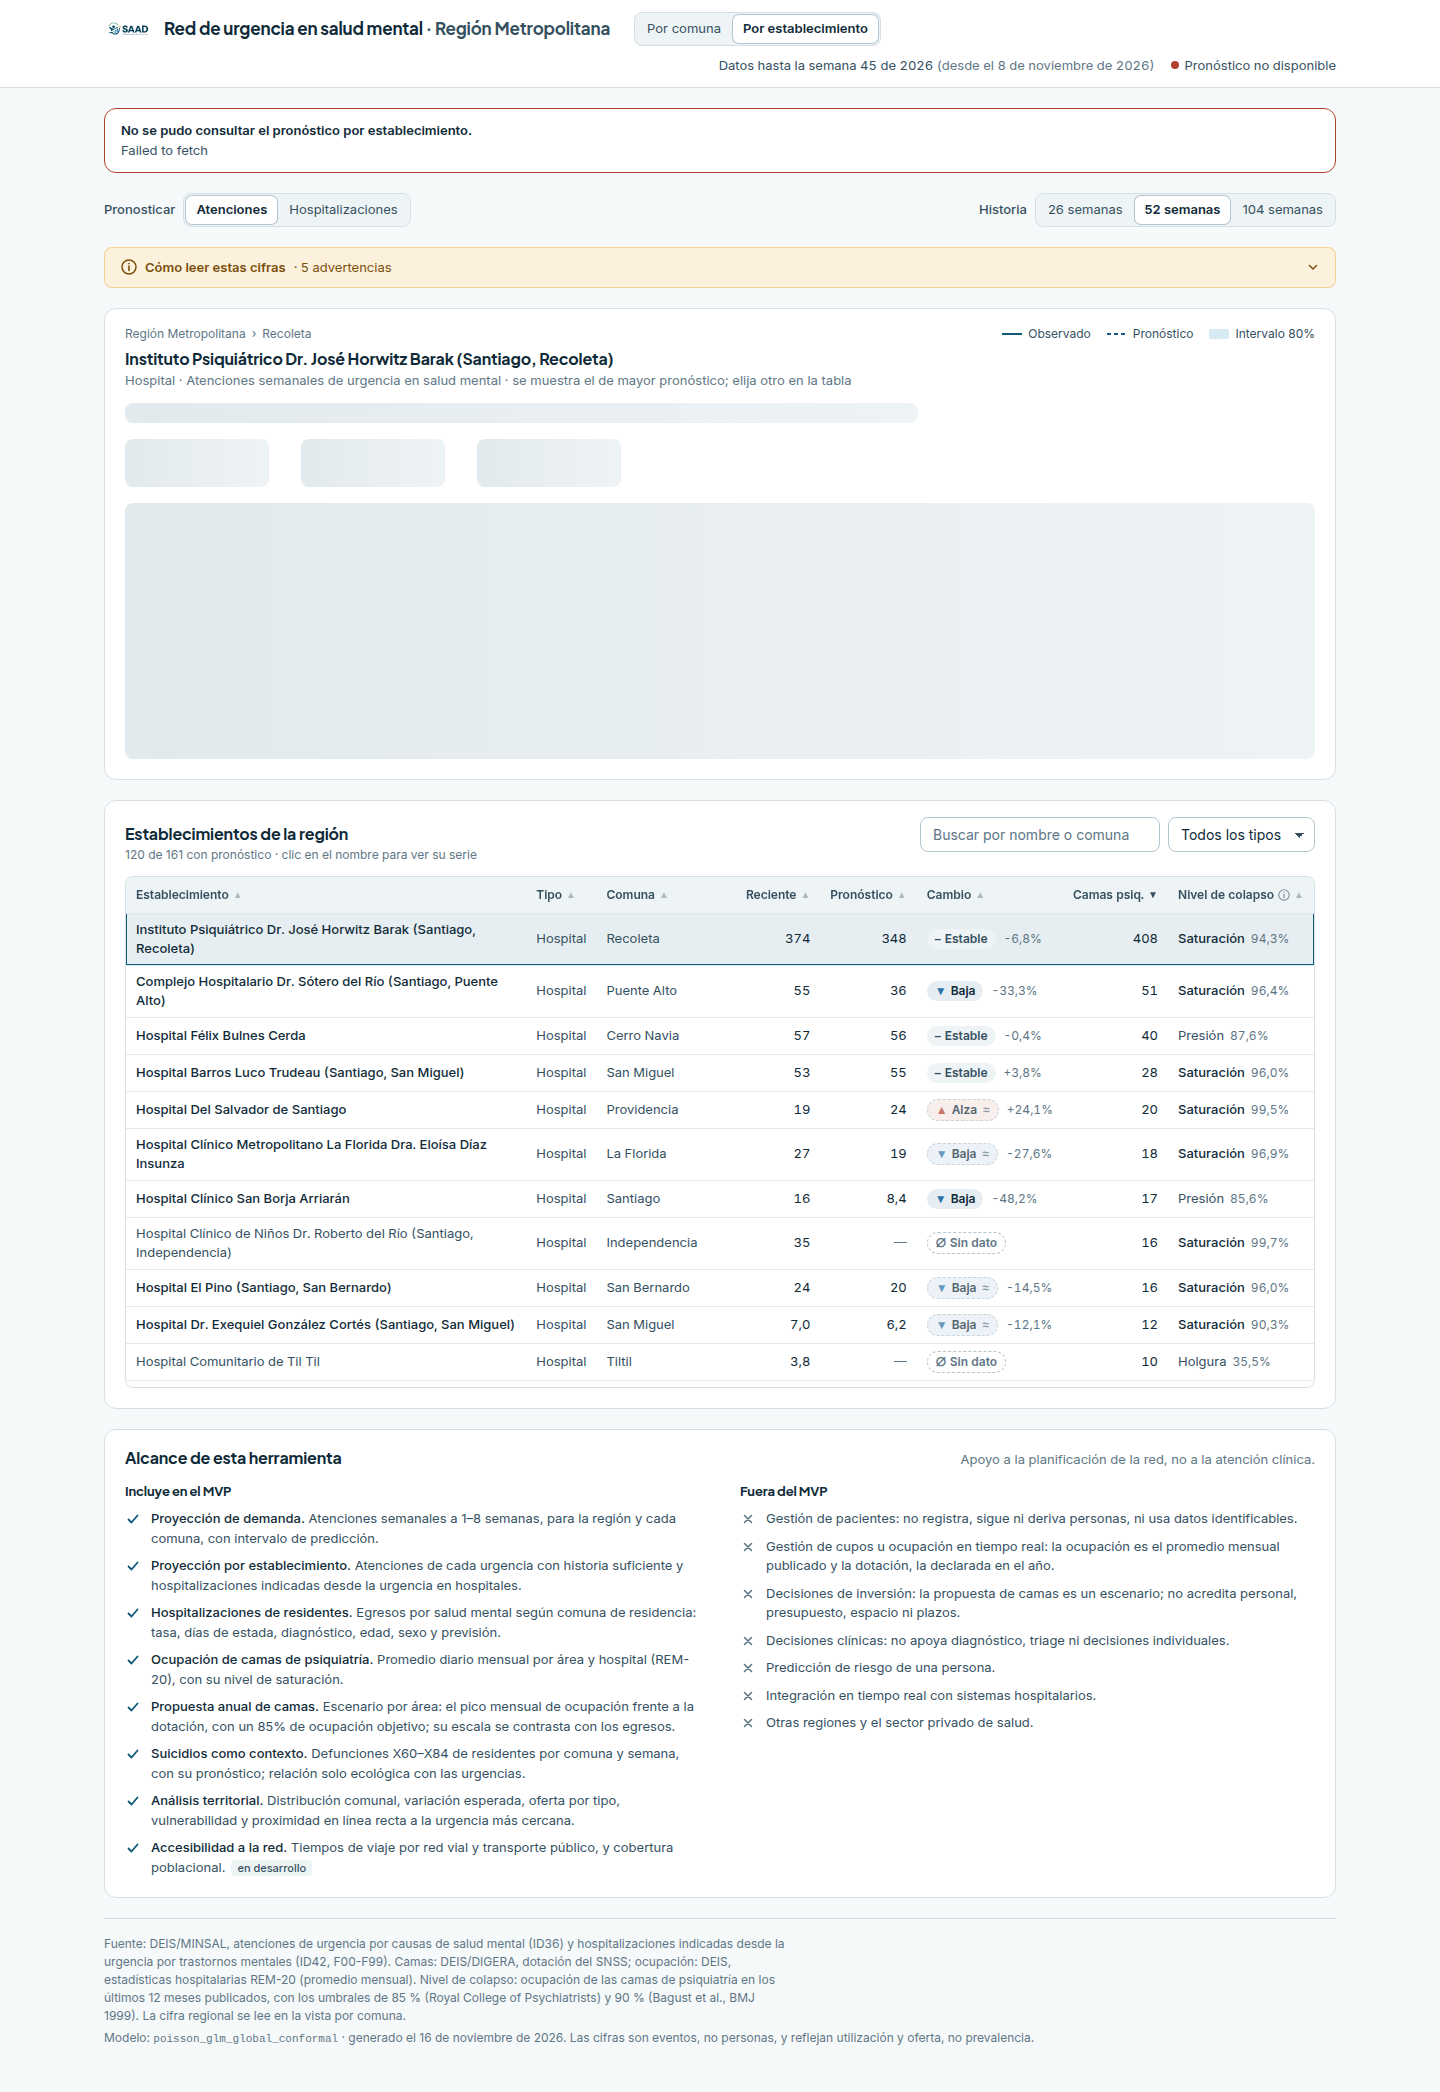 SAAD
Red de urgencia en salud mental · Región Metropolitana
Por comuna
Por establecimiento
Datos hasta la semana 45 de 2026 (desde el 8 de noviembre de 2026)
Pronóstico no disponible
No se pudo consultar el pronóstico por establecimiento.
Failed to fetch
Pronosticar
Atenciones
Hospitalizaciones
Historia
26 semanas
52 semanas
104 semanas
Cómo leer estas cifras · 5 advertencias
Región Metropolitana › Recoleta
Observado
Pronóstico
Intervalo 80%
Instituto Psiquiátrico Dr. José Horwitz Barak (Santiago, Recoleta)
Hospital · Atenciones semanales de urgencia en salud mental · se muestra el de mayor pronóstico; elija otro en la tabla
Establecimientos de la región
120 de 161 con pronóstico · clic en el nombre para ver su serie
Buscar por nombre o comuna
Todos los tipos
Establecimiento ▲ Tipo ▲ Comuna ▲ Reciente ▲ Pronóstico ▲ Cambio ▲ Camas psiq. ▼ Nivel de colapso ⓘ ▲
Instituto Psiquiátrico Dr. José Horwitz Barak (Santiago,
Recoleta) Hospital Recoleta 374 348 – Estable -6,8% 408 Saturación 94,3%
Complejo Hospitalario Dr. Sótero del Río (Santiago, Puente
Alto) Hospital Puente Alto 55 36 ▼ Baja -33,3% 51 Saturación 96,4%
Hospital Félix Bulnes Cerda Hospital Cerro Navia 57 56 – Estable -0,4% 40 Presión 87,6%
Hospital Barros Luco Trudeau (Santiago, San Miguel) Hospital San Miguel 53 55 – Estable +3,8% 28 Saturación 96,0%
Hospital Del Salvador de Santiago Hospital Providencia 19 24 ▲ Alza ≈ +24,1% 20 Saturación 99,5%
Hospital Clínico Metropolitano La Florida Dra. Eloísa Díaz
Insunza Hospital La Florida 27 19 ▼ Baja ≈ -27,6% 18 Saturación 96,9%
Hospital Clínico San Borja Arriarán Hospital Santiago 16 8,4 ▼ Baja -48,2% 17 Presión 85,6%
Hospital Clínico de Niños Dr. Roberto del Río (Santiago,
Independencia) Hospital Independencia 35 — Ø Sin dato 16 Saturación 99,7%
Hospital El Pino (Santiago, San Bernardo) Hospital San Bernardo 24 20 ▼ Baja ≈ -14,5% 16 Saturación 96,0%
Hospital Dr. Exequiel González Cortés (Santiago, San Miguel) Hospital San Miguel 7,0 6,2 ▼ Baja ≈ -12,1% 12 Saturación 90,3%
Hospital Comunitario de Til Til Hospital Tiltil 3,8 — Ø Sin dato 10 Holgura 35,5%
Alcance de esta herramienta
Apoyo a la planificación de la red, no a la atención clínica.
Incluye en el MVP
Proyección de demanda. Atenciones semanales a 1–8 semanas, para la región y cada
comuna, con intervalo de predicción.
Proyección por establecimiento. Atenciones de cada urgencia con historia suficiente y
hospitalizaciones indicadas desde la urgencia en hospitales.
Hospitalizaciones de residentes. Egresos por salud mental según comuna de residencia:
tasa, días de estada, diagnóstico, edad, sexo y previsión.
Ocupación de camas de psiquiatría. Promedio diario mensual por área y hospital (REM-
20), con su nivel de saturación.
Propuesta anual de camas. Escenario por área: el pico mensual de ocupación frente a la
dotación, con un 85% de ocupación objetivo; su escala se contrasta con los egresos.
Suicidios como contexto. Defunciones X60–X84 de residentes por comuna y semana,
con su pronóstico; relación solo ecológica con las urgencias.
Análisis territorial. Distribución comunal, variación esperada, oferta por tipo,
vulnerabilidad y proximidad en línea recta a la urgencia más cercana.
Accesibilidad a la red. Tiempos de viaje por red vial y transporte público, y cobertura
poblacional. en desarrollo
Fuera del MVP
Gestión de pacientes: no registra, sigue ni deriva personas, ni usa datos identificables.
Gestión de cupos u ocupación en tiempo real: la ocupación es el promedio mensual
publicado y la dotación, la declarada en el año.
Decisiones de inversión: la propuesta de camas es un escenario; no acredita personal,
presupuesto, espacio ni plazos.
Decisiones clínicas: no apoya diagnóstico, triage ni decisiones individuales.
Predicción de riesgo de una persona.
Integración en tiempo real con sistemas hospitalarios.
Otras regiones y el sector privado de salud.
Fuente: DEIS/MINSAL, atenciones de urgencia por causas de salud mental (ID36) y hospitalizaciones indicadas desde la
urgencia por trastornos mentales (ID42, F00-F99). Camas: DEIS/DIGERA, dotación del SNSS; ocupación: DEIS,
estadísticas hospitalarias REM-20 (promedio mensual). Nivel de colapso: ocupación de las camas de psiquiatría en los
últimos 12 meses publicados, con los umbrales de 85 % (Royal College of Psychiatrists) y 90 % (Bagust et al., BMJ
1999). La cifra regional se lee en la vista por comuna.
Modelo: poisson_glm_global_conformal · generado el 16 de noviembre de 2026. Las cifras son eventos, no personas, y reflejan utilización y oferta, no prevalencia.